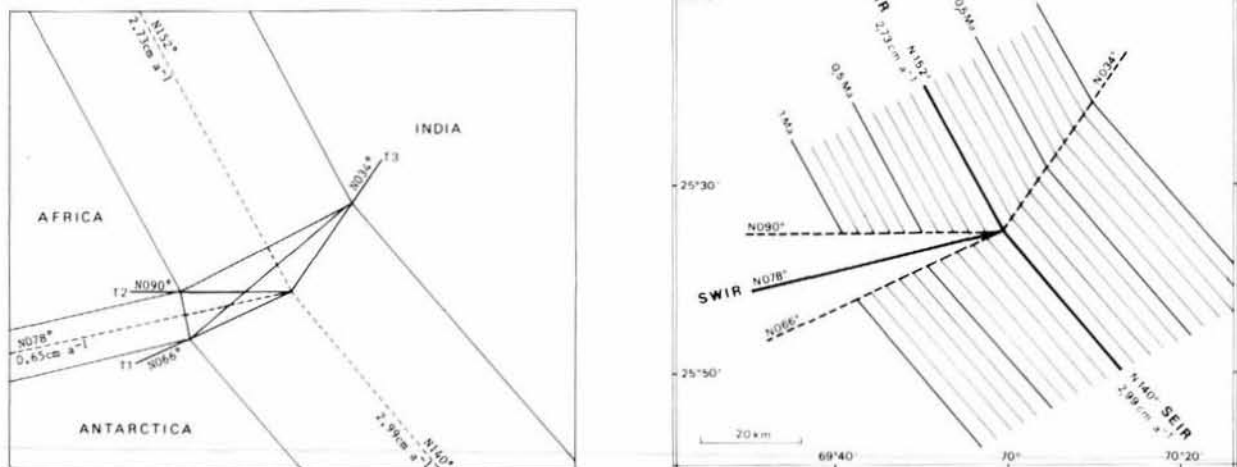 N152°
2,73cm a⁻¹
INDIA
N034°
T3
AFRICA
T2
N090°
N078°
0,65cm a⁻¹
T1
N066°
ANTARCTICA
2,99cm a⁻¹
N140°
N152°
2,73cm a⁻¹
0,5Ma
0,5Ma
1Ma
N034°
25°30'
N090°
SWIR
N078°
N066°
25°50'
N140° SEIR
2,99cm a⁻¹
20km
69°40'
70°
70°20'